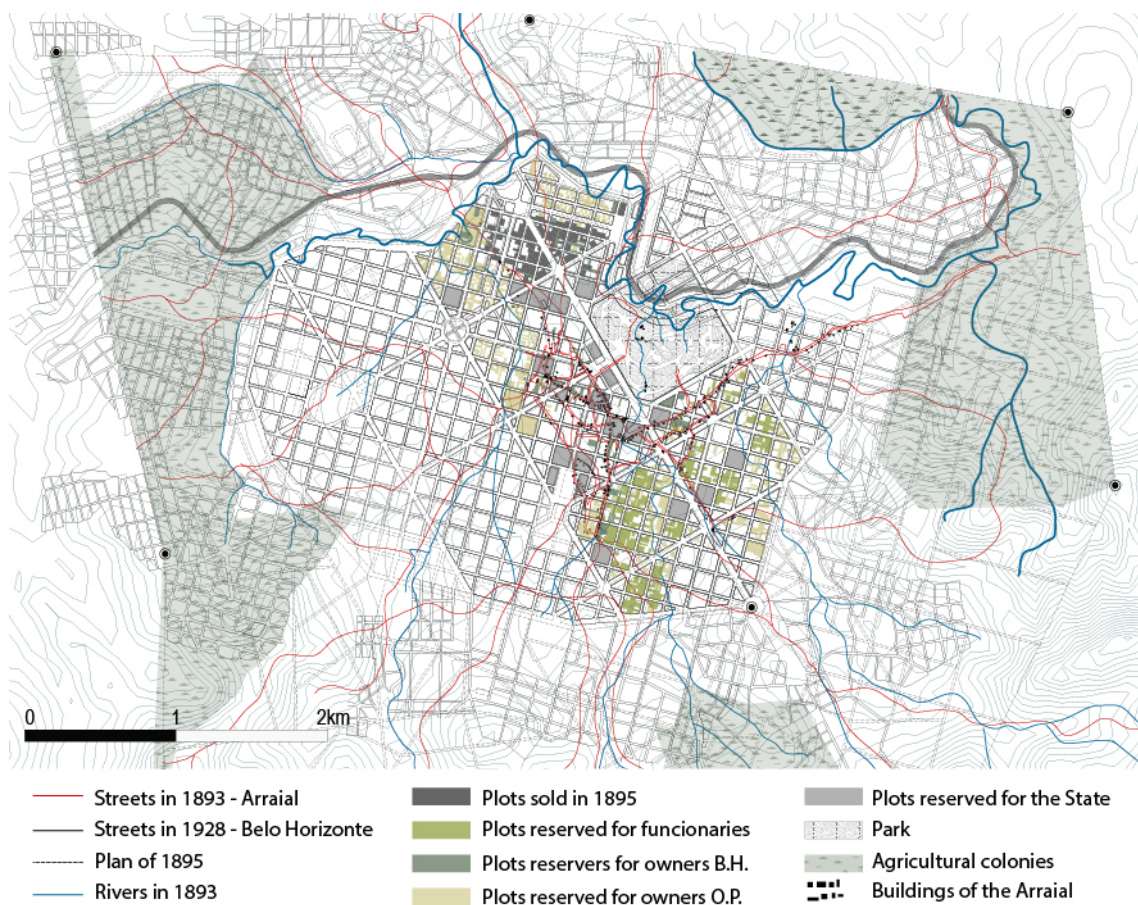 0 1 2km
Streets in 1893 - Arraial
Streets in 1928 - Belo Horizonte
Plan of 1895
Rivers in 1893
Plots sold in 1895
Plots reserved for funcionaries
Plots reservers for owners B.H.
Plots reserved for owners O.P.
Plots reserved for the State
Park
Agricultural colonies
Buildings of the Arraial